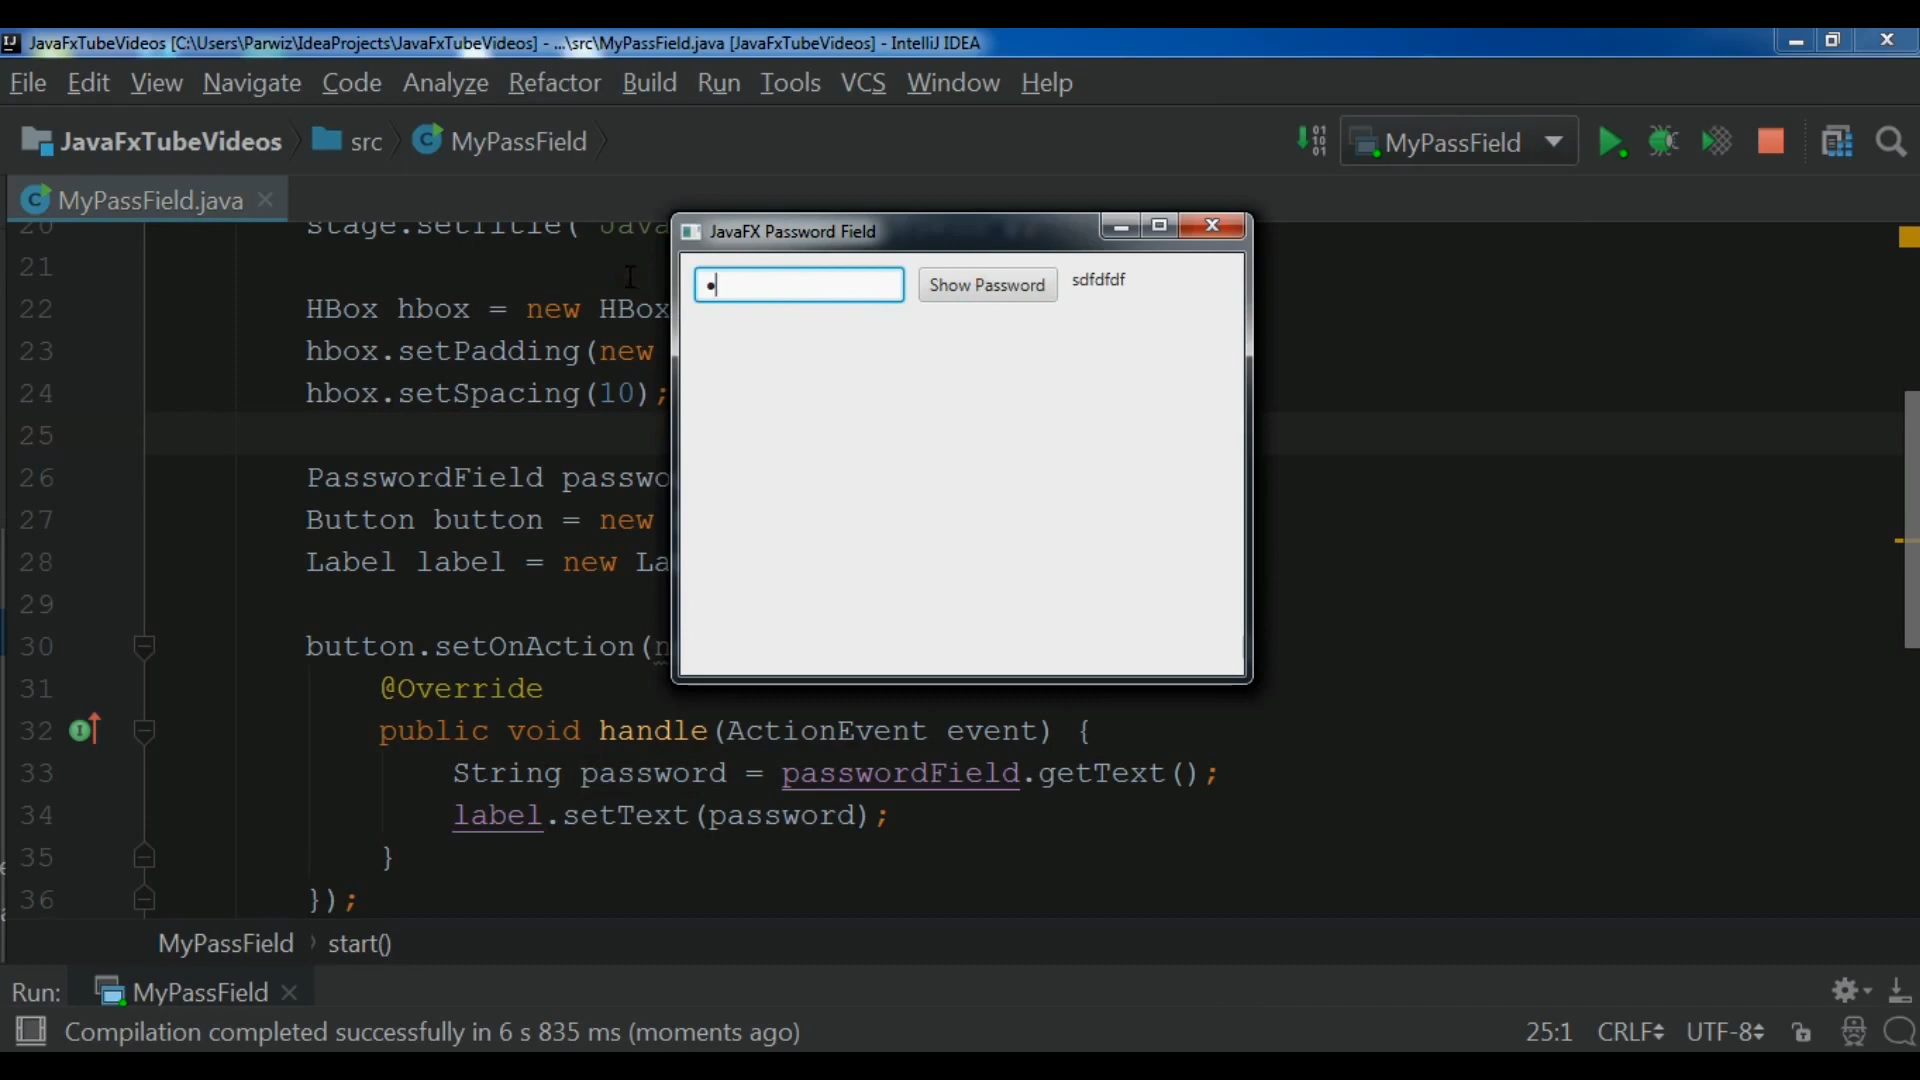 JavaFxTubeVideos [C:\Users\Parwiz\IdeaProjects\JavaFxTubeVideos] - ...\src\MyPassField.java [JavaFxTubeVideos] - IntelliJ IDEA
File Edit View Navigate Code Analyze Refactor Build Run Tools VCS Window Help
JavaFxTubeVideos src MyPassField MyPassField
MyPassField.java
JavaFX Password Field
Show Password sdfdfdf
20 stage.setTitle("Java
21
22 HBox hbox = new HBox
23 hbox.setPadding(new
24 hbox.setSpacing(10);
25
26 PasswordField passwo
27 Button button = new
28 Label label = new La
29
30 button.setOnAction(n
31 @Override
32 public void handle(ActionEvent event) {
33 String password = passwordField.getText();
34 label.setText(password);
35 }
36 });
MyPassField start()
Run: MyPassField
Compilation completed successfully in 6 s 835 ms (moments ago) 25:1 CRLF UTF-8